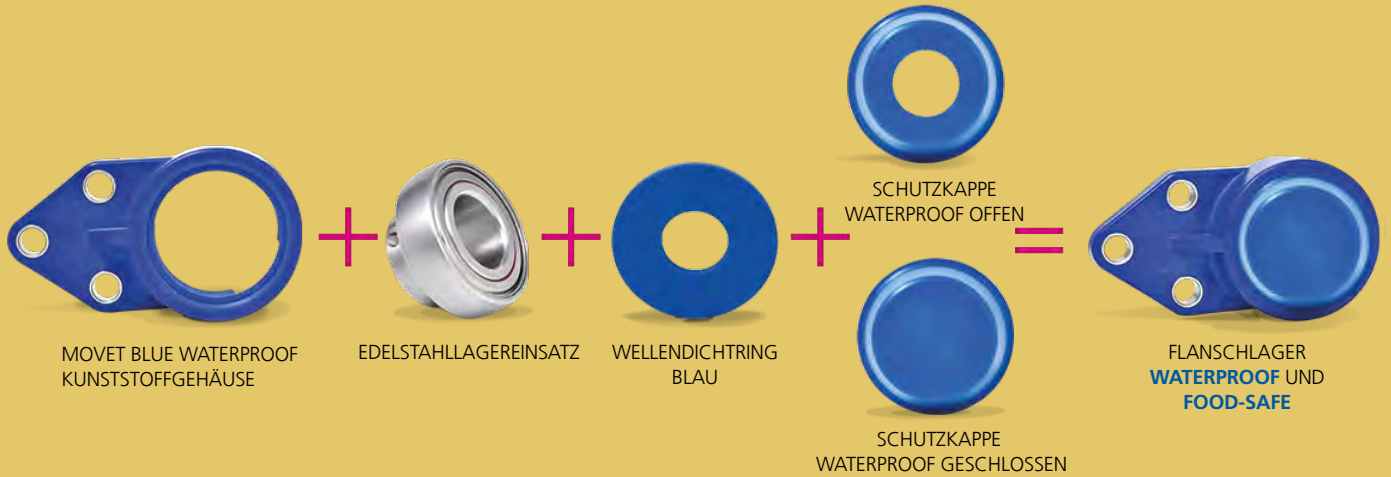 MOVET BLUE WATERPROOF
KUNSTSTOFFGEHÄUSE
EDELSTAHLLAGEREINSATZ
WELLENDICHTRING
BLAU
SCHUTZKAPPE
WATERPROOF OFFEN
SCHUTZKAPPE
WATERPROOF GESCHLOSSEN
FLANSCHLAGER
WATERPROOF UND
FOOD-SAFE